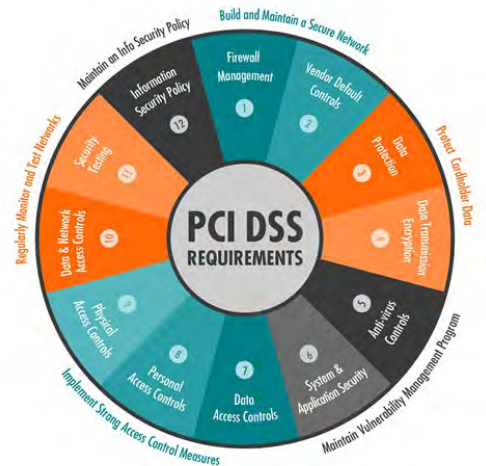 PCI DSS
REQUIREMENTS
Build and Maintain a Secure Network
Firewall
Management
1
Vendor Default
Controls
2
Protect Cardholder Data
Data
Protection
3
Data Transmission
Encryption
4
Maintain Vulnerability Management Program
5
Anti-virus
Controls
6
System &
Application Security
Implement Strong Access Control Measures
7
Data
Access Controls
8
Personal
Access Controls
9
Physical
Access Controls
Regularly Monitor and Test Networks
Data & Network
Access Controls
10
Security
Testing
11
Maintain an Info Security Policy
Information
Security Policy
12